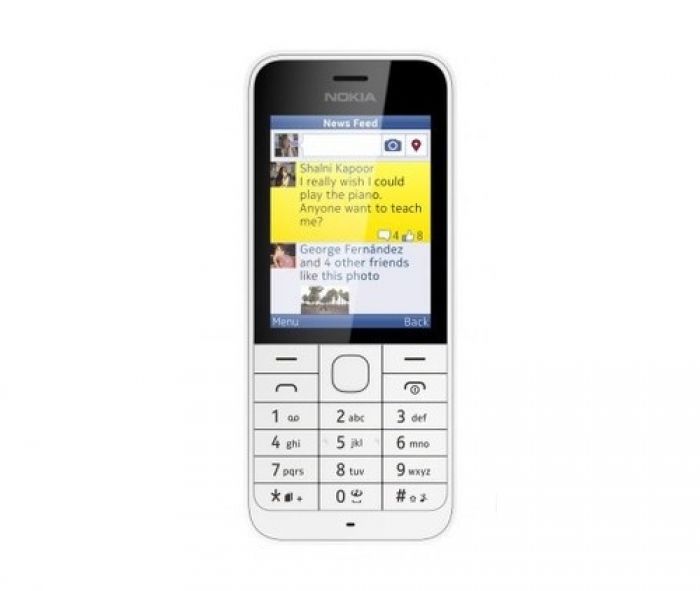 NOKIA
News Feed
Shalni Kapoor
I really wish I could
play the piano.
Anyone want to teach
me?
4 8
George Fernández
and 4 other friends
like this photo
Menu Back
1 2 abc 3 def
4 ghi 5 jkl 6 mno
7 pqrs 8 tuv 9 wxyz
* + 0 #